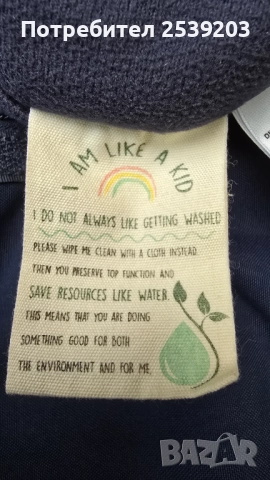 Потребител 2539203
I AM LIKE A KID
I DO NOT ALWAYS LIKE GETTING WASHED
PLEASE WIPE ME CLEAN WITH A CLOTH INSTEAD.
THEN YOU PRESERVE TOP FUNCTION AND
SAVE RESOURCES LIKE WATER.
THIS MEANS THAT YOU ARE DOING
SOMETHING GOOD FOR BOTH
THE ENVIRONMENT AND FOR ME.
BAZAR